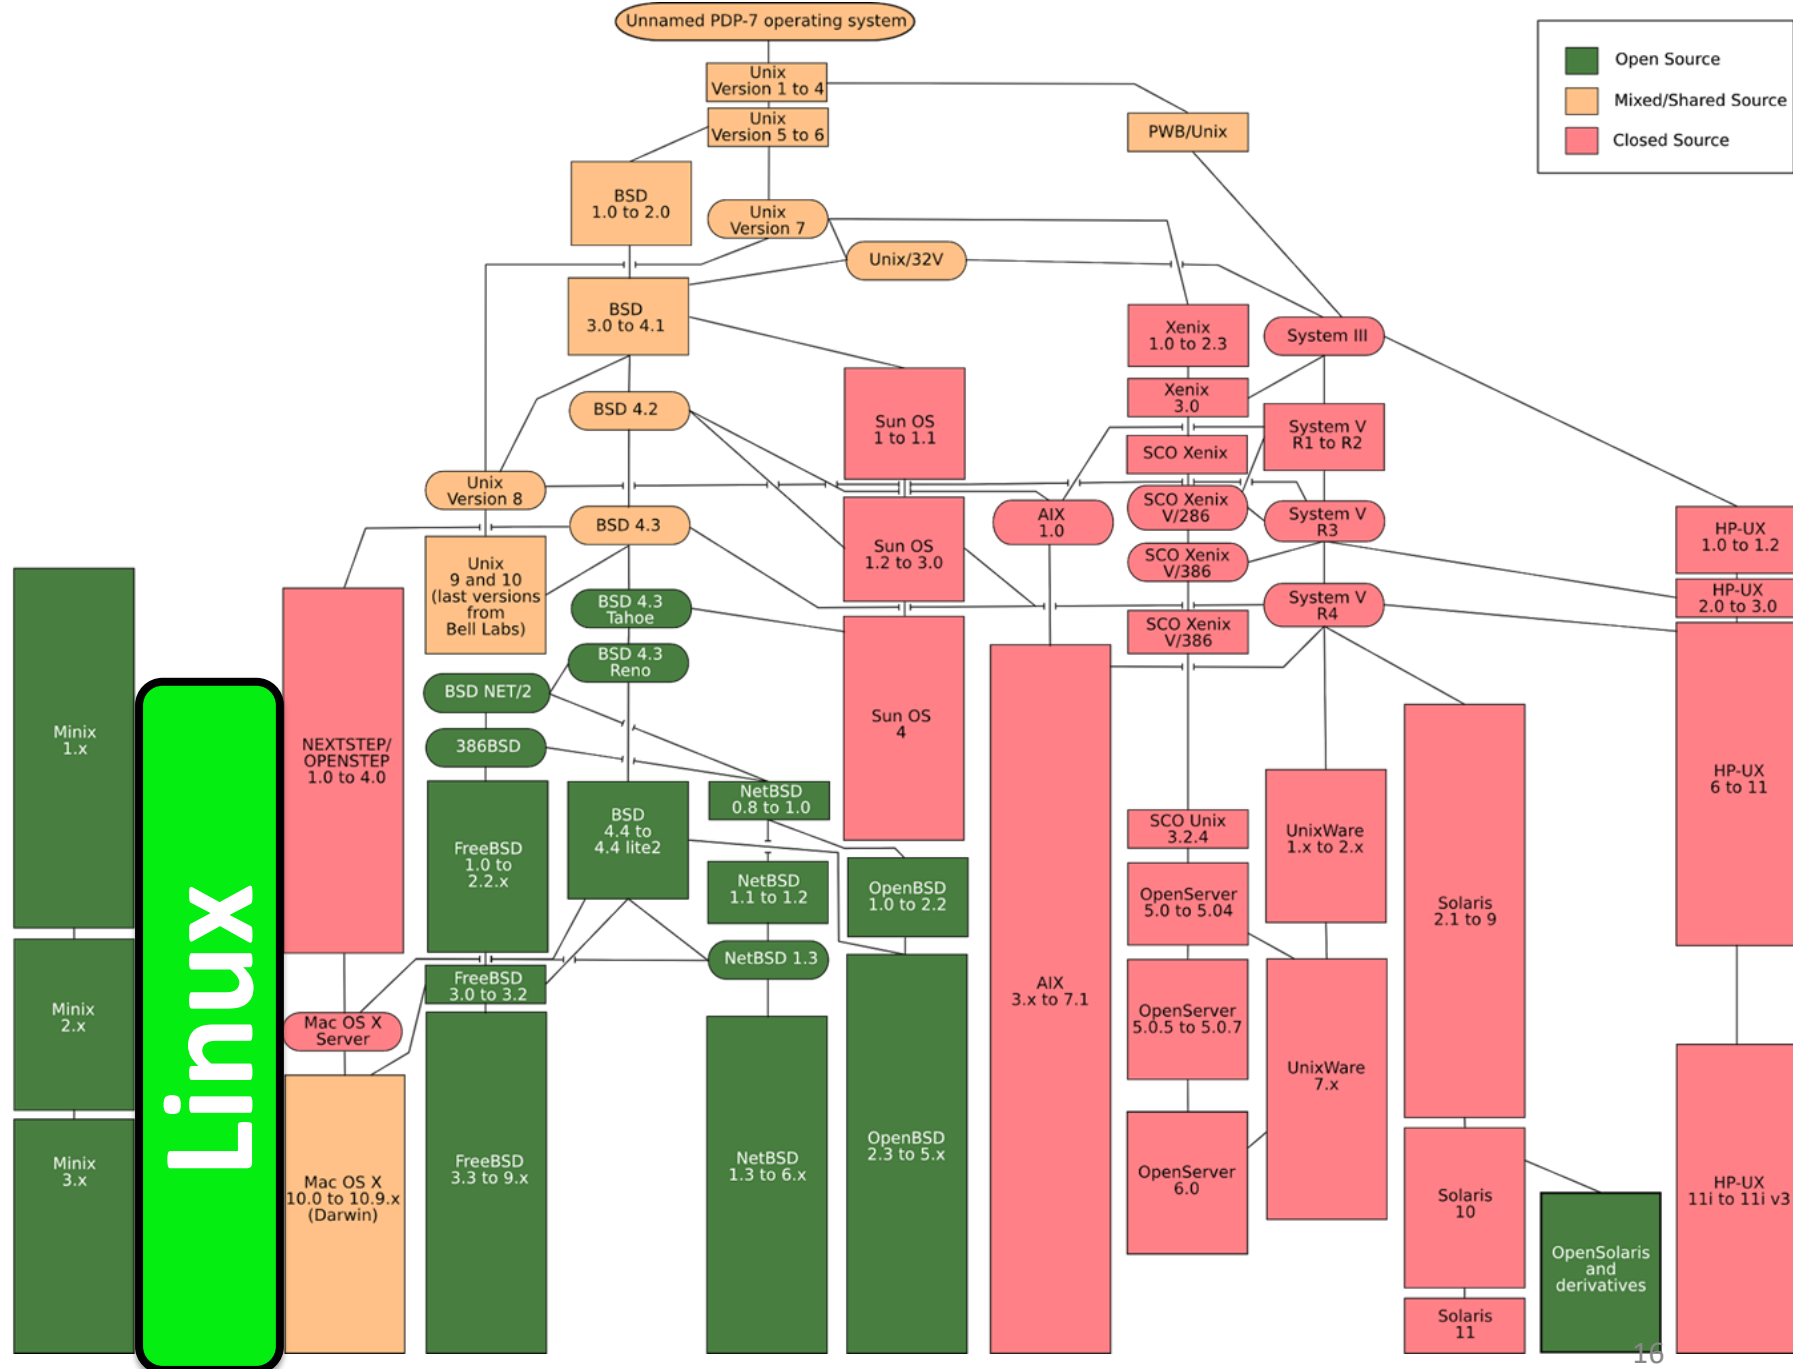 Unnamed PDP-7 operating system
Unix
Version 1 to 4
Unix
Version 5 to 6
PWB/Unix
Open Source
Mixed/Shared Source
Closed Source
BSD
1.0 to 2.0
Unix
Version 7
Unix/32V
BSD
3.0 to 4.1
Xenix
1.0 to 2.3
System III
Xenix
3.0
BSD 4.2
Sun OS
1 to 1.1
System V
R1 to R2
SCO Xenix
Unix
Version 8
SCO Xenix
V/286
BSD 4.3
AIX
1.0
System V
R3
HP-UX
1.0 to 1.2
Sun OS
1.2 to 3.0
SCO Xenix
V/386
Unix
9 and 10
(last versions
from
Bell Labs)
BSD 4.3
Tahoe
System V
R4
HP-UX
2.0 to 3.0
SCO Xenix
V/386
BSD 4.3
Reno
BSD NET/2
Minix
1.x
NEXTSTEP/
OPENSTEP
1.0 to 4.0
386BSD
Sun OS
4
HP-UX
6 to 11
NetBSD
0.8 to 1.0
BSD
4.4 to
4.4 lite2
SCO Unix
3.2.4
UnixWare
1.x to 2.x
FreeBSD
1.0 to
2.2.x
NetBSD
1.1 to 1.2
OpenBSD
1.0 to 2.2
OpenServer
5.0 to 5.04
Solaris
2.1 to 9
Linux
NetBSD 1.3
FreeBSD
3.0 to 3.2
AIX
3.x to 7.1
Minix
2.x
Mac OS X
Server
OpenServer
5.0.5 to 5.0.7
UnixWare
7.x
Minix
3.x
Mac OS X
10.0 to 10.9.x
(Darwin)
FreeBSD
3.3 to 9.x
NetBSD
1.3 to 6.x
OpenBSD
2.3 to 5.x
OpenServer
6.0
Solaris
10
HP-UX
11i to 11i v3
OpenSolaris
and
derivatives
Solaris
11
16